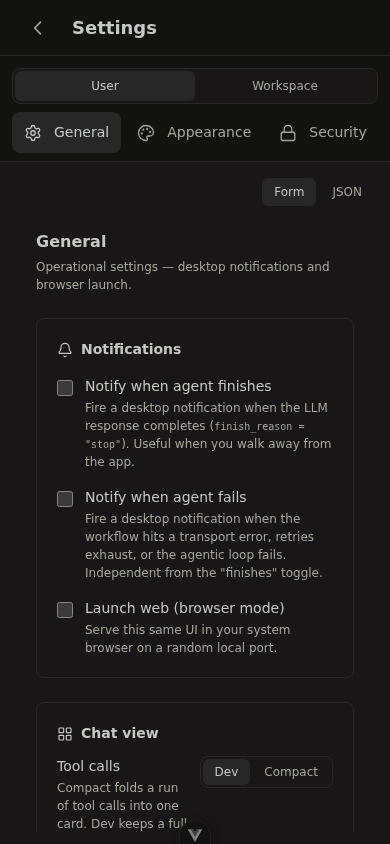 Settings
User
Workspace
General
Appearance
Security
Form
JSON
General
Operational settings — desktop notifications and
browser launch.
Notifications
Notify when agent finishes
Fire a desktop notification when the LLM
response completes (finish_reason =
"stop"). Useful when you walk away from
the app.
Notify when agent fails
Fire a desktop notification when the
workflow hits a transport error, retries
exhaust, or the agentic loop fails.
Independent from the "finishes" toggle.
Launch web (browser mode)
Serve this same UI in your system
browser on a random local port.
Chat view
Tool calls
Dev
Compact
Compact folds a run
of tool calls into one
card. Dev keeps a full